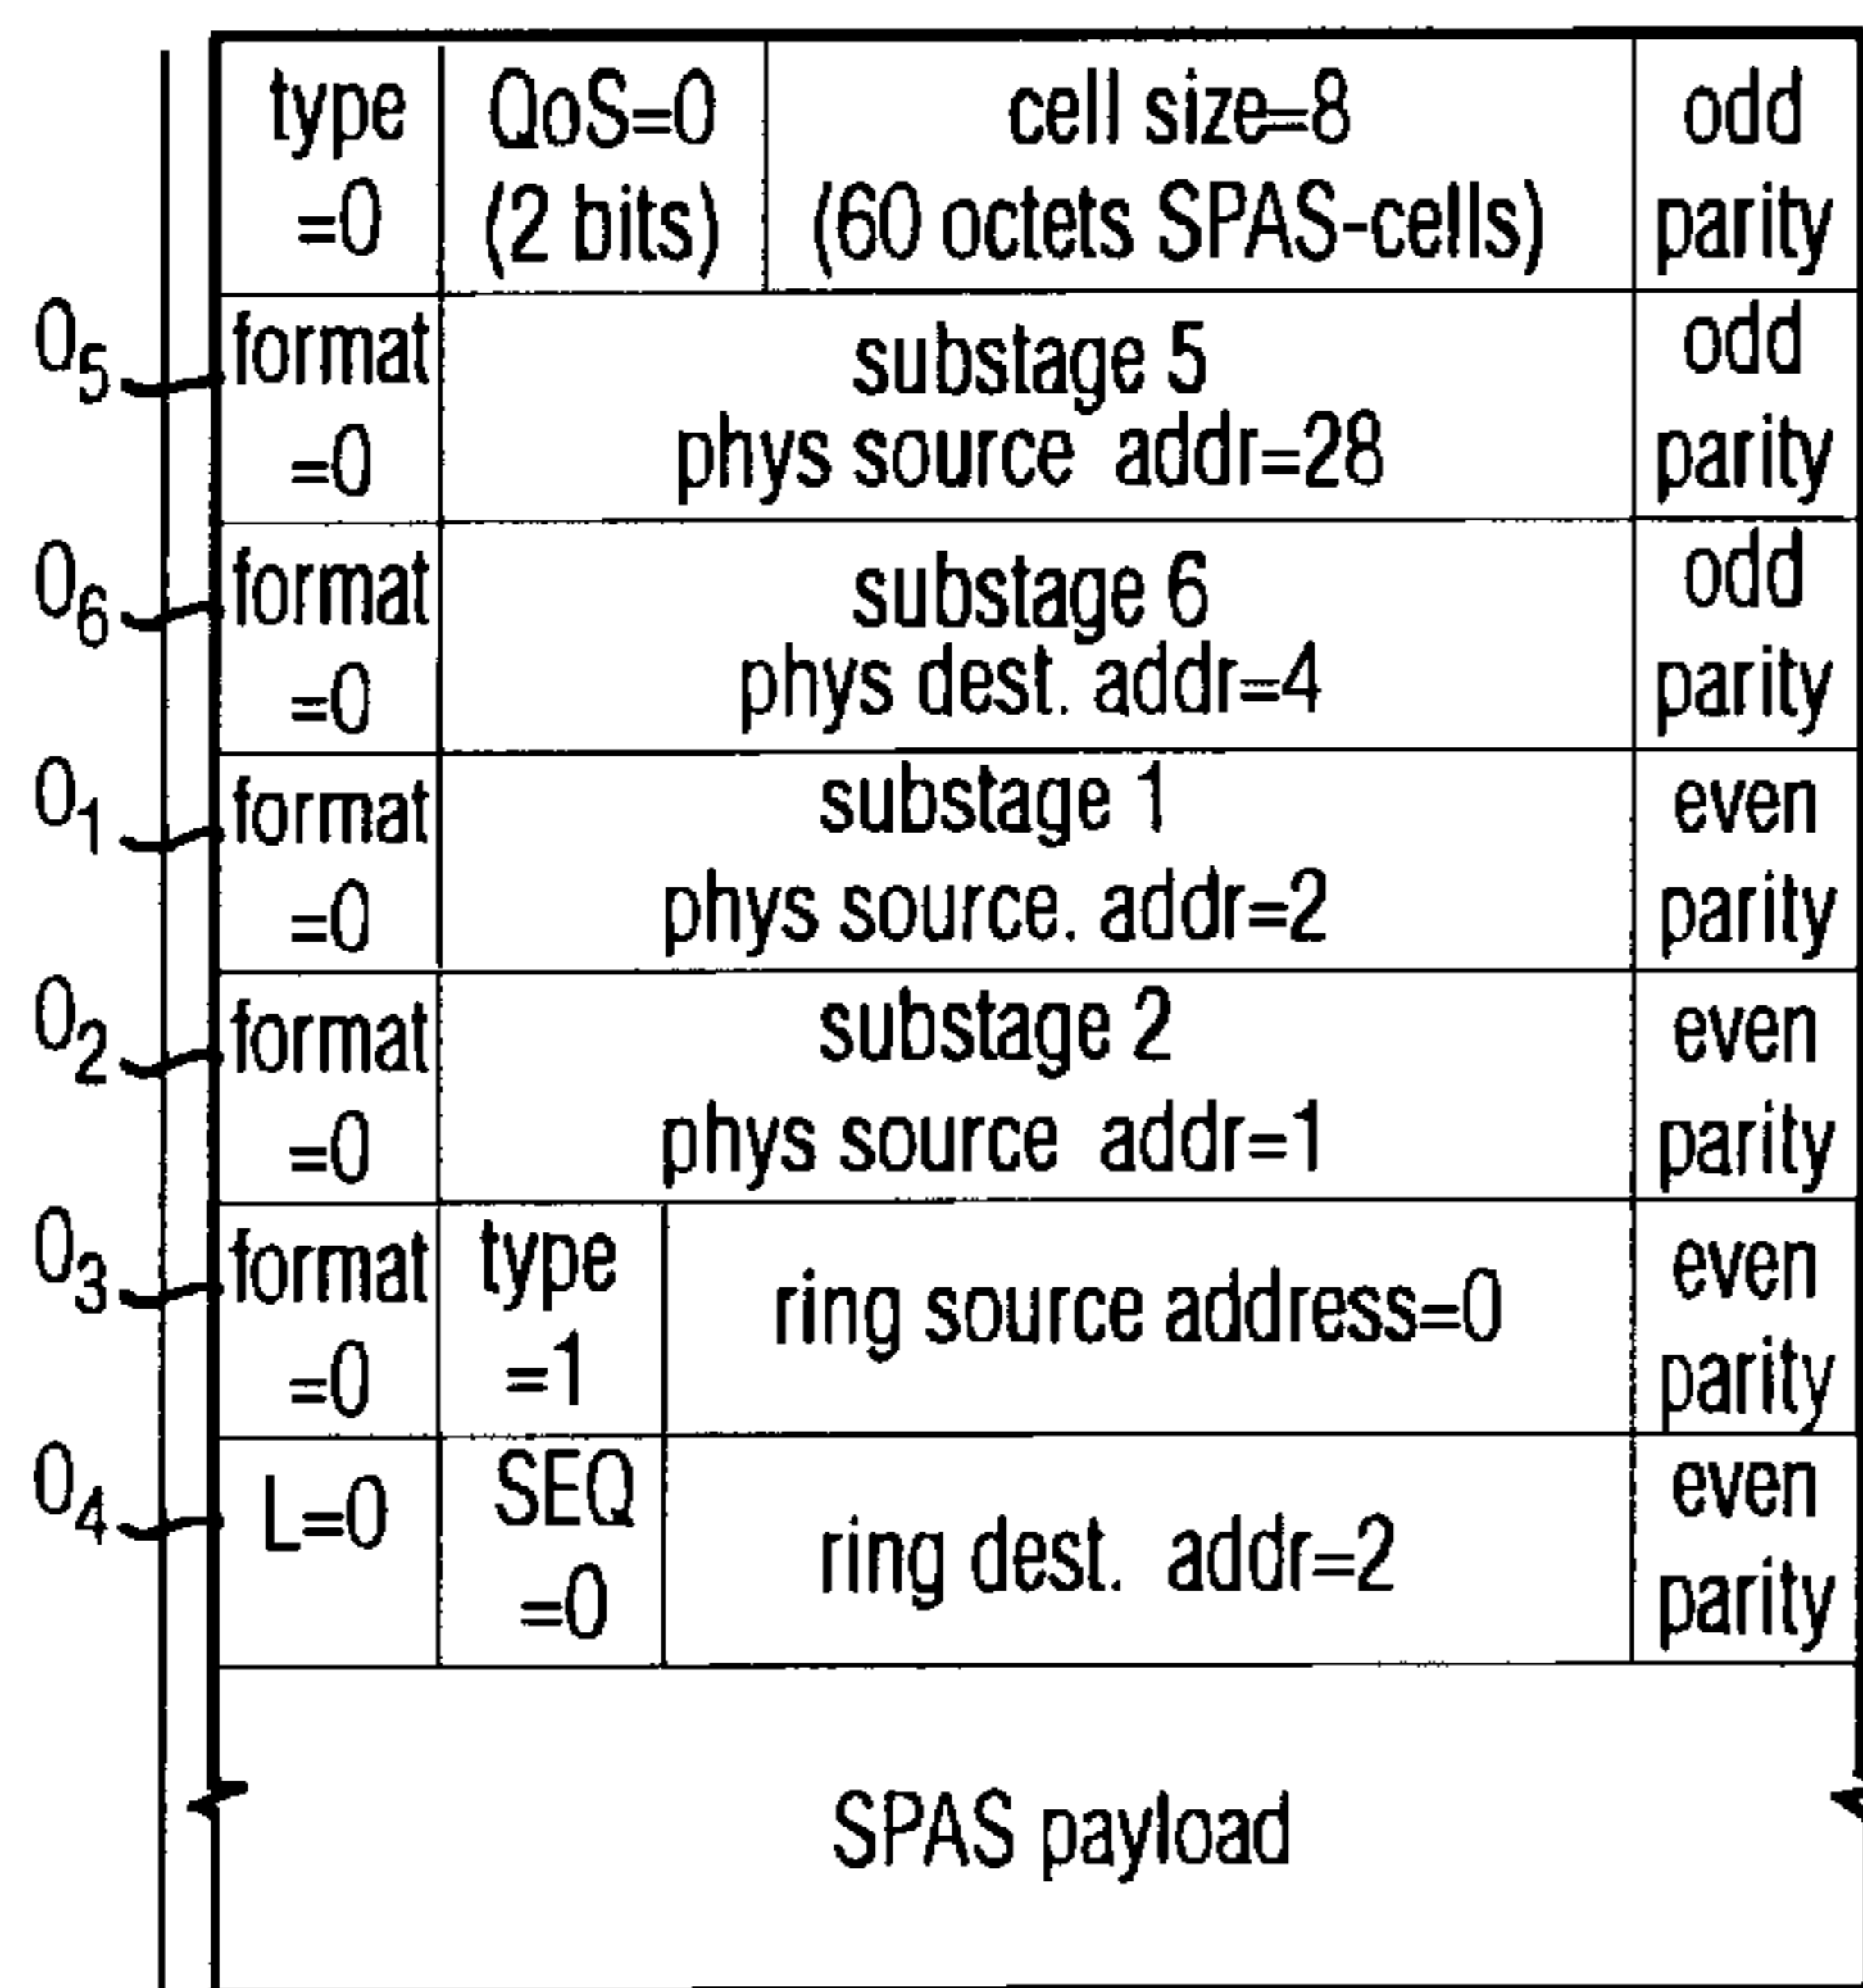 type QoS=0 cell size=8 odd
=0 (2 bits) (60 octets SPAS-cells) parity
O5 format substage 5 odd
=0 phys source addr=28 parity
O6 format substage 6 odd
=0 phys dest. addr=4 parity
O1 format substage 1 even
=0 phys source. addr=2 parity
O2 format substage 2 even
=0 phys source addr=1 parity
O3 format type ring source address=0 even
=0 =1 parity
O4 L=0 SEQ ring dest. addr=2 even
=0 parity
SPAS payload